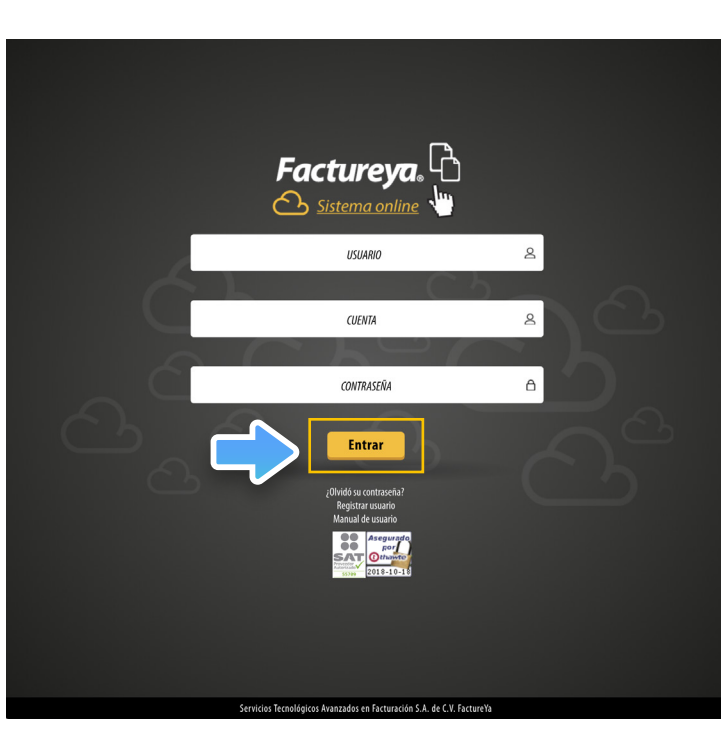 Factureya®
Sistema online
USUARIO
CUENTA
CONTRASEÑA
Entrar
¿Olvidó su contraseña?
Registrar usuario
Manual de usuario
Asegurado
por
SAT
thawte
2018-10-18
Servicios Tecnológicos Avanzados en Facturación S.A. de C.V. FactureYa